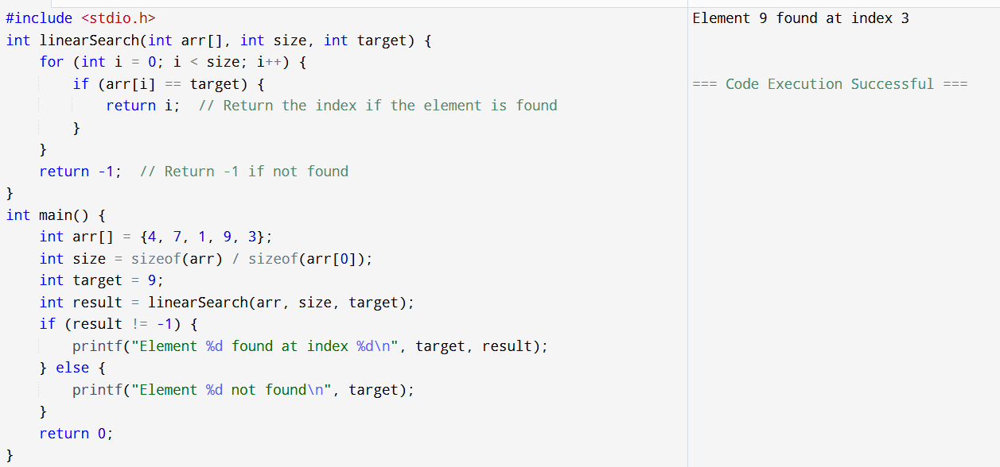 #include <stdio.h>
int linearSearch(int arr[], int size, int target) {
    for (int i = 0; i < size; i++) {
        if (arr[i] == target) {
            return i;  // Return the index if the element is found
        }
    }
    return -1;  // Return -1 if not found
}
int main() {
    int arr[] = {4, 7, 1, 9, 3};
    int size = sizeof(arr) / sizeof(arr[0]);
    int target = 9;
    int result = linearSearch(arr, size, target);
    if (result != -1) {
        printf("Element %d found at index %d\n", target, result);
    } else {
        printf("Element %d not found\n", target);
    }
    return 0;
}
Element 9 found at index 3
=== Code Execution Successful ===